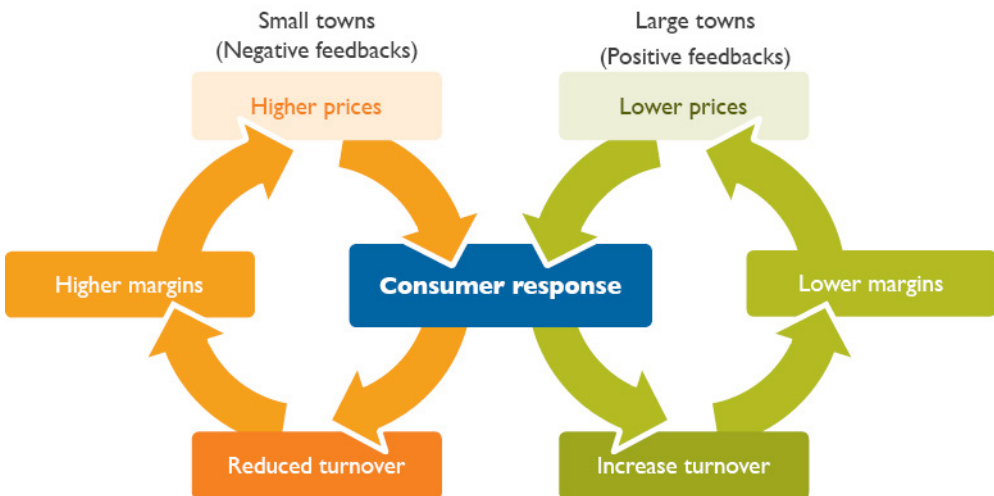 Small towns
(Negative feedbacks)
Large towns
(Positive feedbacks)
Higher prices
Lower prices
Higher margins
Consumer response
Lower margins
Reduced turnover
Increase turnover